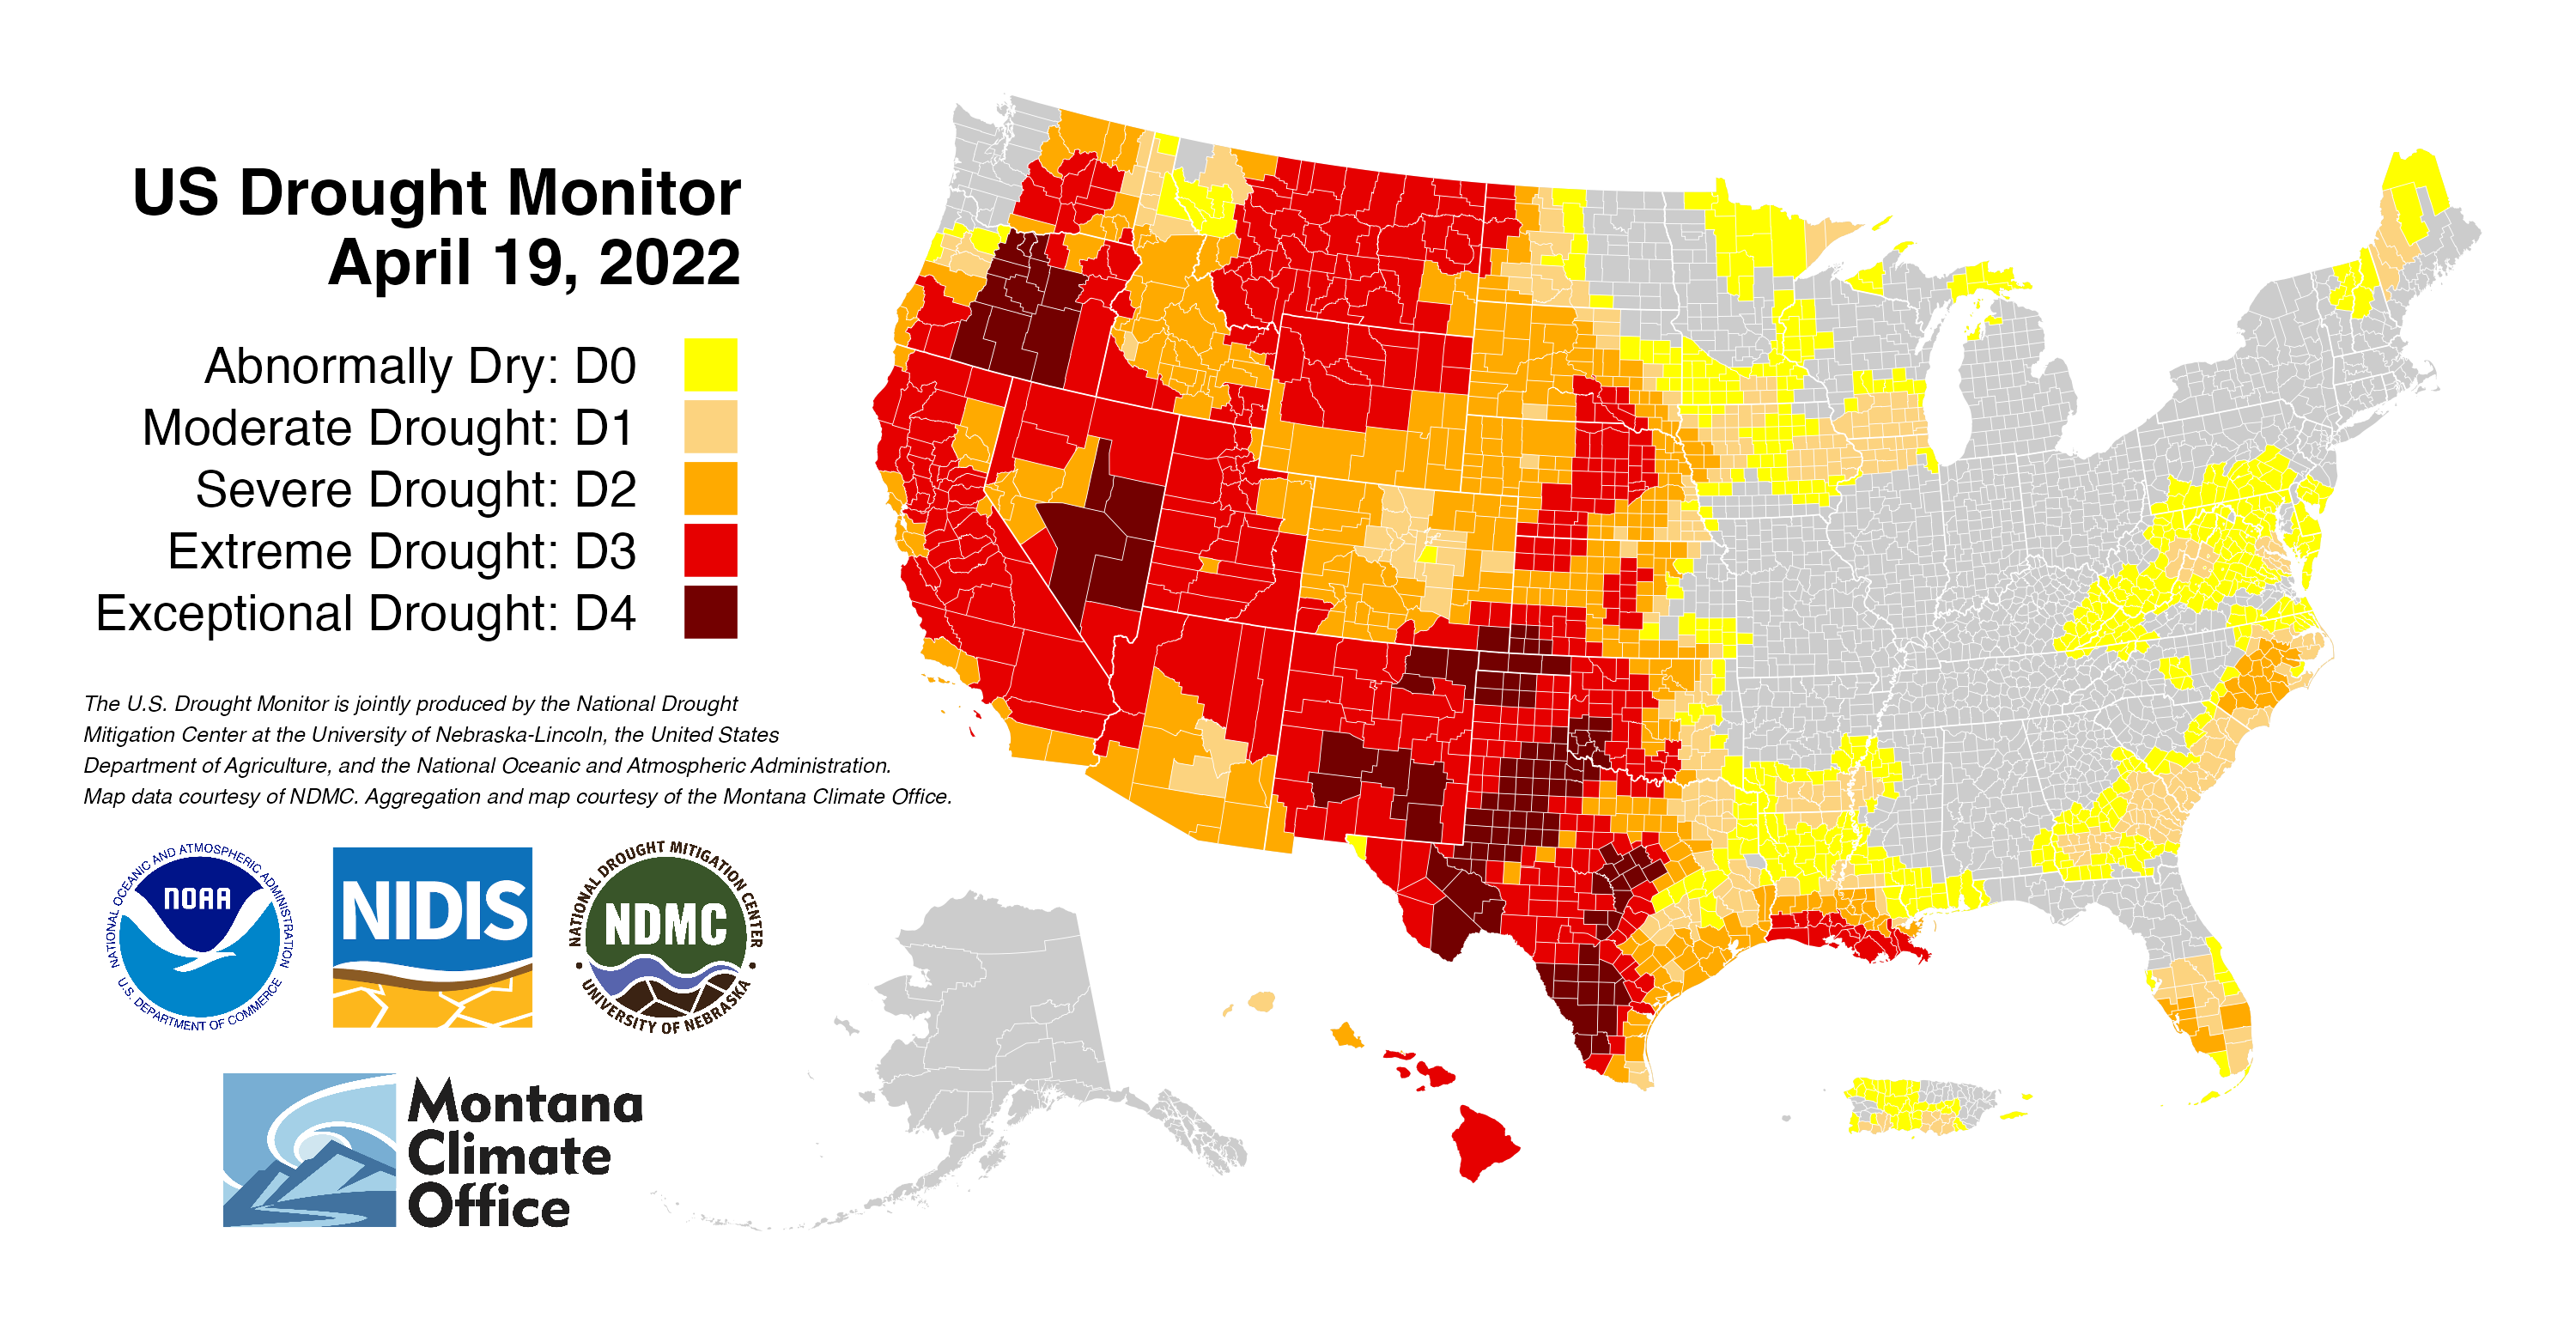 US Drought Monitor
April 19, 2022
Abnormally Dry: D0
Moderate Drought: D1
Severe Drought: D2
Extreme Drought: D3
Exceptional Drought: D4
The U.S. Drought Monitor is jointly produced by the National Drought
Mitigation Center at the University of Nebraska-Lincoln, the United States
Department of Agriculture, and the National Oceanic and Atmospheric Administration.
Map data courtesy of NDMC. Aggregation and map courtesy of the Montana Climate Office.
NATIONAL OCEANIC AND ATMOSPHERIC ADMINISTRATION
NOAA
U.S. DEPARTMENT OF COMMERCE
NIDIS
NATIONAL DROUGHT MITIGATION CENTER
NDMC
UNIVERSITY OF NEBRASKA
Montana
Climate
Office